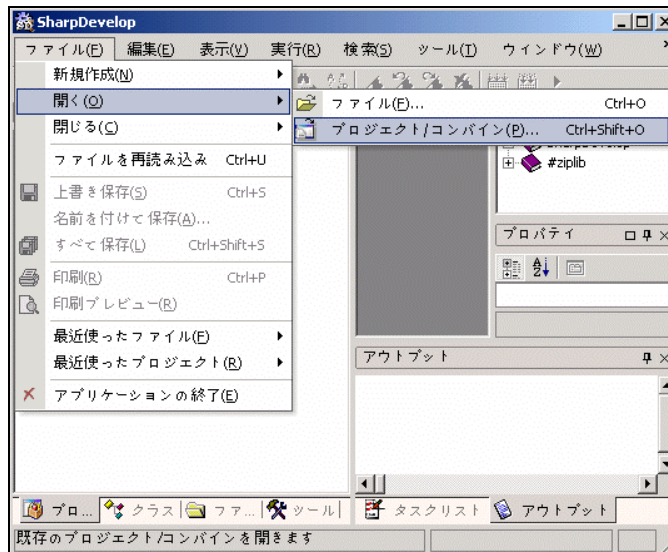 SharpDevelop
ファイル(F) 編集(E) 表示(V) 実行(R) 検索(S) ツール(T) ウィンドウ(W)
新規作成(N)
開く(O)
ファイル(F)... Ctrl+O
閉じる(C)
プロジェクト/コンバイン(P)... Ctrl+Shift+O
ファイルを再読み込み Ctrl+U
#ziplib
上書き保存(S) Ctrl+S
名前を付けて保存(A)...
すべて保存(L) Ctrl+Shift+S
プロパティ
印刷(R) Ctrl+P
印刷プレビュー(R)
最近使ったファイル(F)
最近使ったプロジェクト(R)
アウトプット
アプリケーションの終了(E)
プロ... クラス ファ... ツール タスクリスト アウトプット
既存のプロジェクト/コンバインを開きます